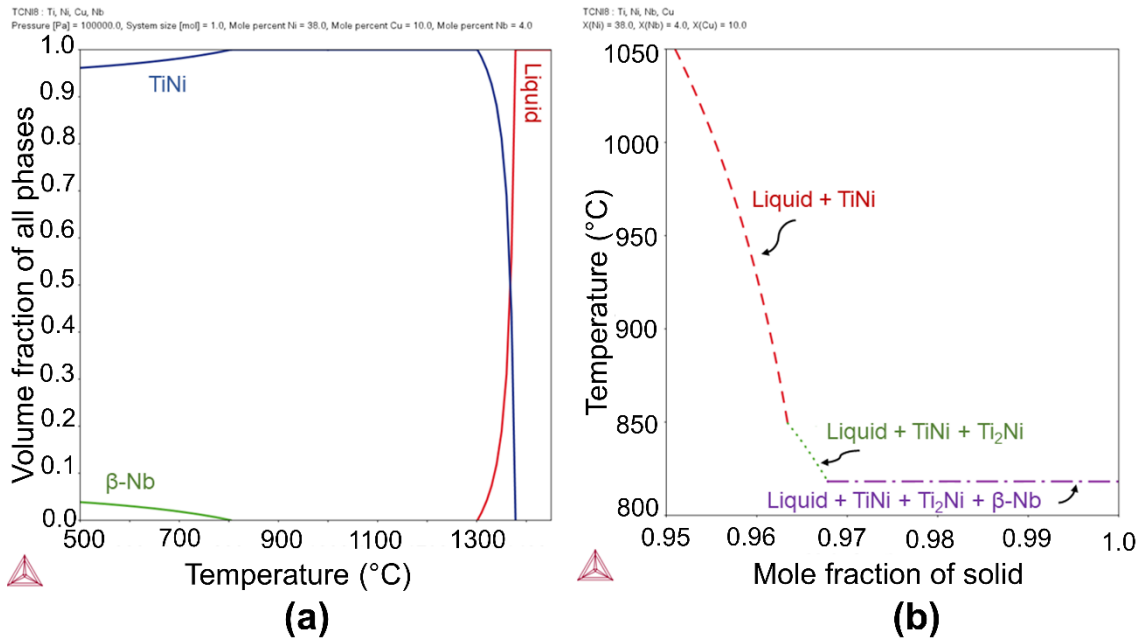 TCNI8 : Ti, Ni, Cu, Nb
Pressure [Pa] = 100000.0, System size [mol] = 1.0, Mole percent Ni = 38.0, Mole percent Cu = 10.0, Mole percent Nb = 4.0
1.0
0.9
0.8
0.7
0.6
0.5
0.4
0.3
0.2
0.1
0.0
Volume fraction of all phases
TiNi
Liquid
β-Nb
500 700 900 1100 1300
Temperature (°C)
(a)
TCNI8 : Ti, Ni, Nb, Cu
X(Ni) = 38.0, X(Nb) = 4.0, X(Cu) = 10.0
1050
1000
950
900
850
800
Temperature (°C)
Liquid + TiNi
Liquid + TiNi + Ti₂Ni
Liquid + TiNi + Ti₂Ni + β-Nb
0.95 0.96 0.97 0.98 0.99 1.0
Mole fraction of solid
(b)